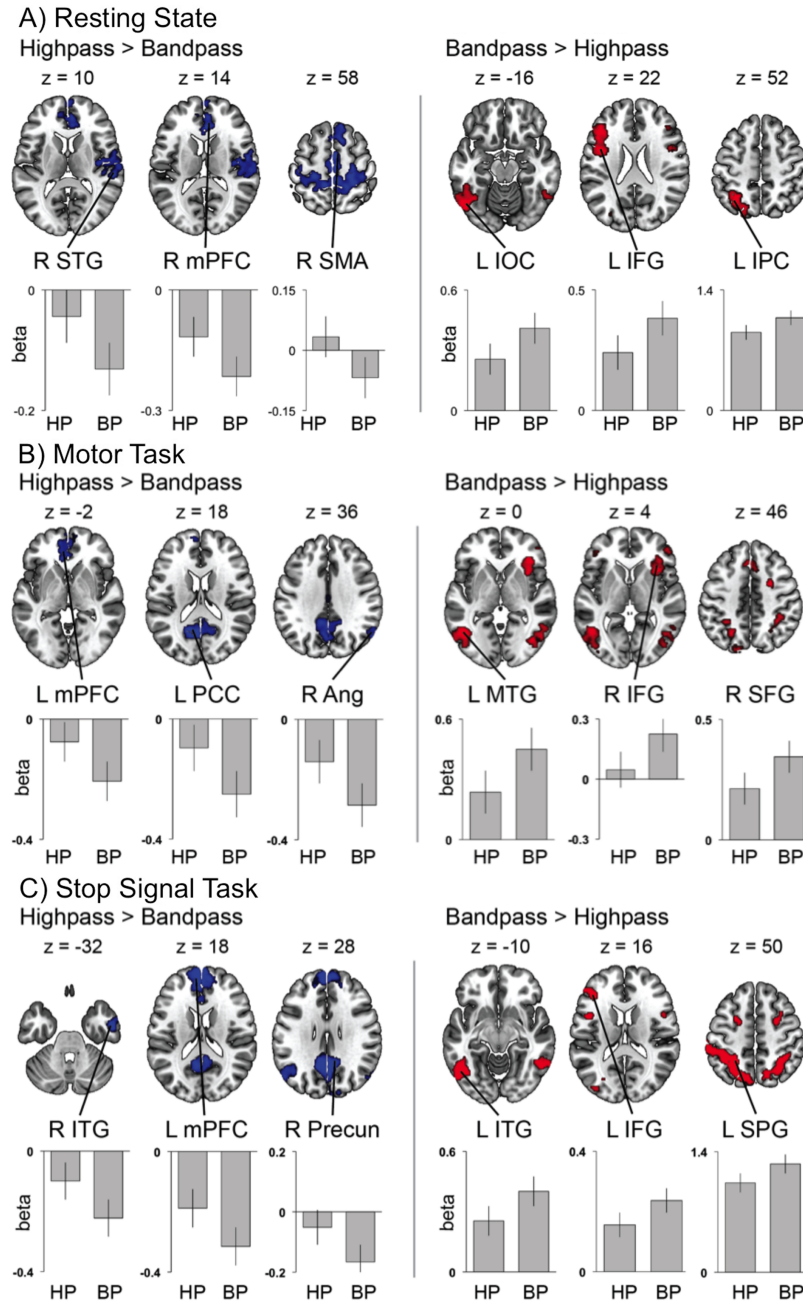 A) Resting State
Highpass > Bandpass
Bandpass > Highpass
z = 10 z = 14 z = 58 z = -16 z = 22 z = 52
R STG R mPFC R SMA L IOC L IFG L IPC
0 0 0.15 0.6 0.5 1.4
beta 0 beta
-0.2 -0.3 -0.15 0 0 0
HP BP HP BP HP BP HP BP HP BP HP BP
B) Motor Task
Highpass > Bandpass
Bandpass > Highpass
z = -2 z = 18 z = 36 z = 0 z = 4 z = 46
L mPFC L PCC R Ang L MTG R IFG R SFG
0 0 0 0.6 0.3 0.5
beta beta 0
-0.4 -0.4 -0.4 0 -0.3 0
HP BP HP BP HP BP HP BP HP BP HP BP
C) Stop Signal Task
Highpass > Bandpass
Bandpass > Highpass
z = -32 z = 18 z = 28 z = -10 z = 16 z = 50
R ITG L mPFC R Precun L ITG L IFG L SPG
0 0 0.2 0.6 0.4 1.4
beta 0 beta
-0.4 -0.4 -0.2 0 0 0
HP BP HP BP HP BP HP BP HP BP HP BP